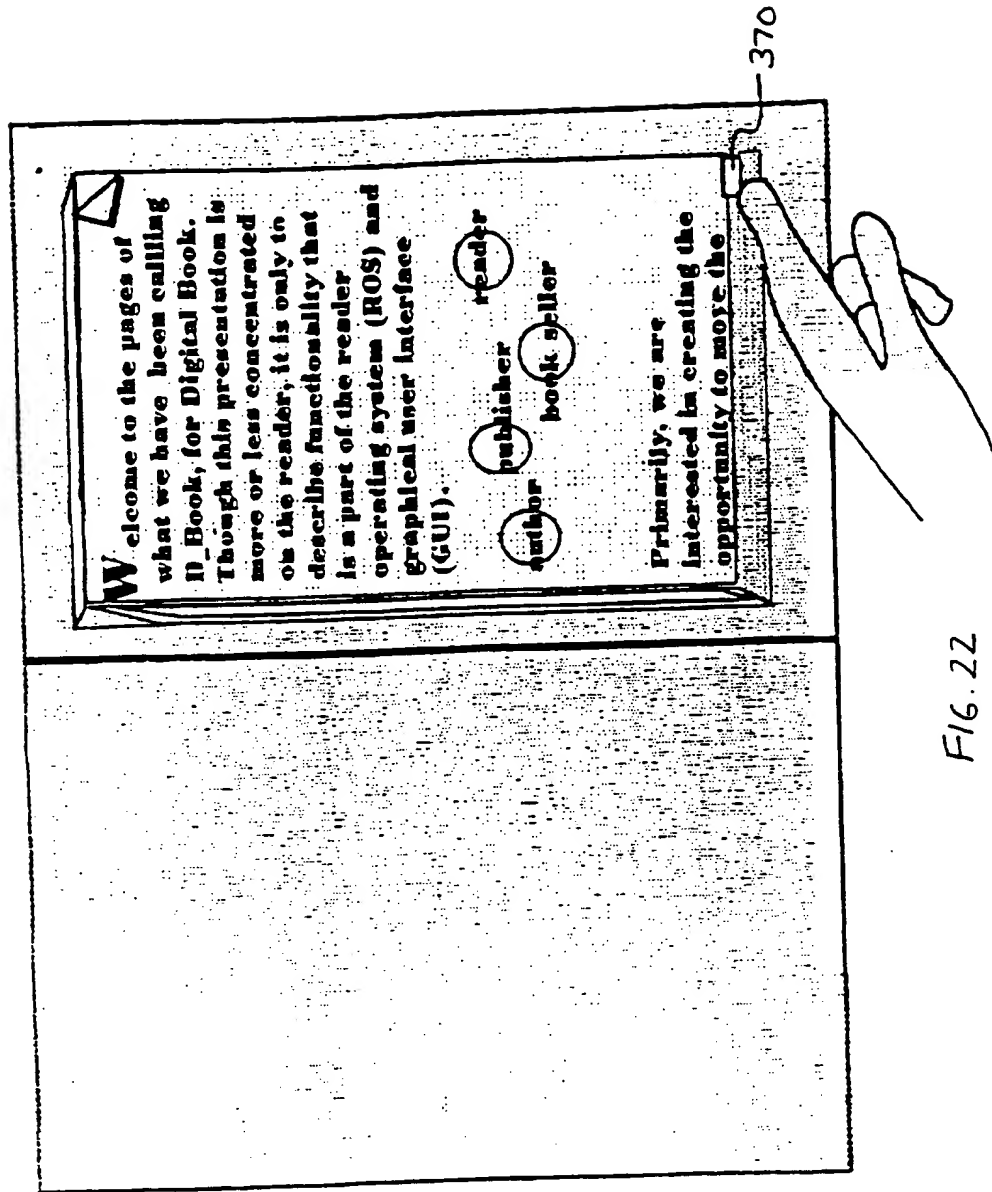 Welcome to the pages of
what we have been callling
D_Book, for Digital Book.
Though this presentation is
more or less concentrated
on the reader, it is only to
describe functionality that
is a part of the reader
operating system (ROS) and
graphical user interface
(GUI).
author
publisher
book seller
reader
Primarily, we are
interested in creating the
opportunity to move the
370
FIG. 22